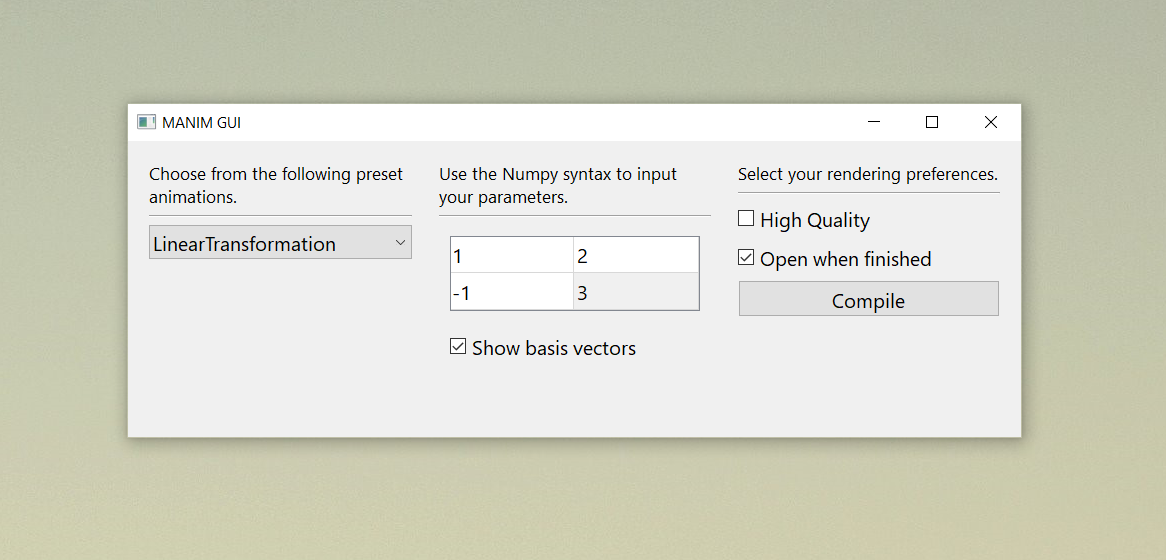 MANIM GUI
Choose from the following preset
animations.
LinearTransformation
Use the Numpy syntax to input
your parameters.
1 2
-1 3
Show basis vectors
Select your rendering preferences.
High Quality
Open when finished
Compile